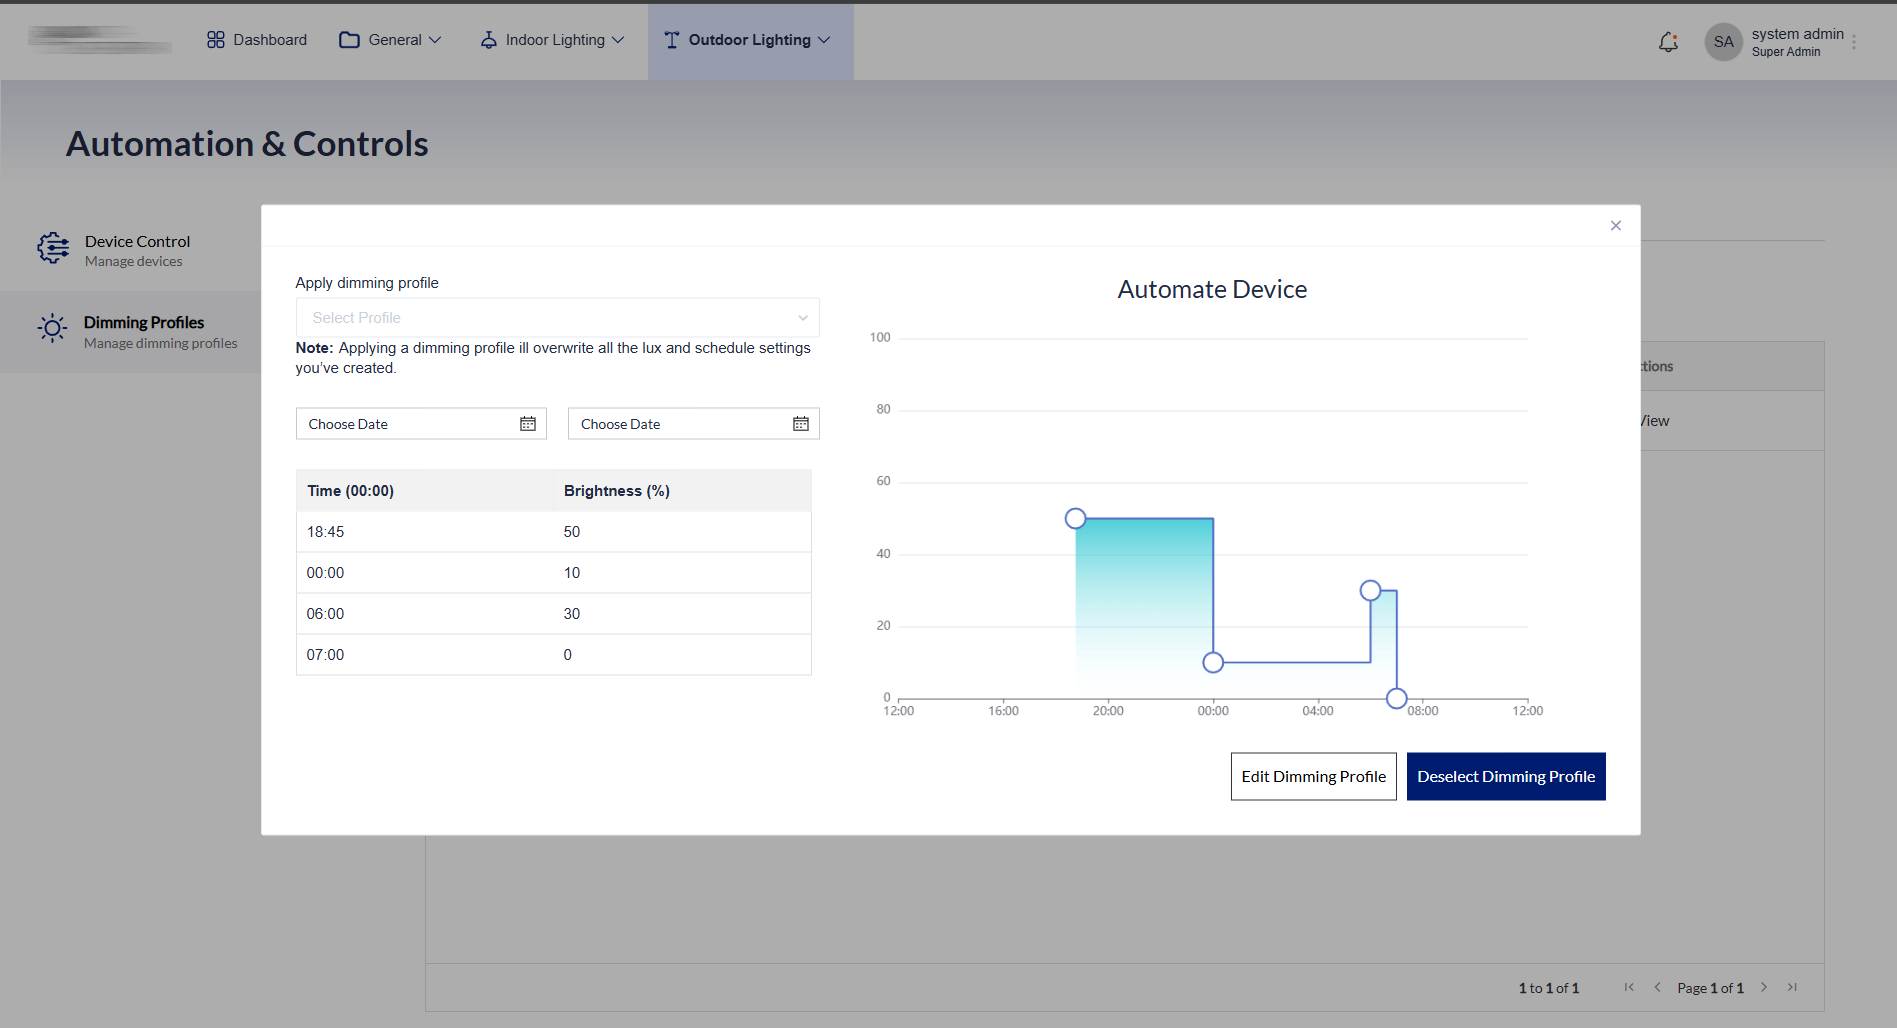 Dashboard
General
Indoor Lighting
Outdoor Lighting
SA
system admin
Super Admin
Automation & Controls
Device Control
Manage devices
Dimming Profiles
Manage dimming profiles
Apply dimming profile
Select Profile
Note: Applying a dimming profile ill overwrite all the lux and schedule settings
you've created.
Choose Date
Choose Date
Time (00:00) Brightness (%)
18:45 50
00:00 10
06:00 30
07:00 0
Automate Device
100
80
60
40
20
0
12:00 16:00 20:00 00:00 04:00 08:00 12:00
Edit Dimming Profile
Deselect Dimming Profile
ctions
View
1 to 1 of 1
Page 1 of 1